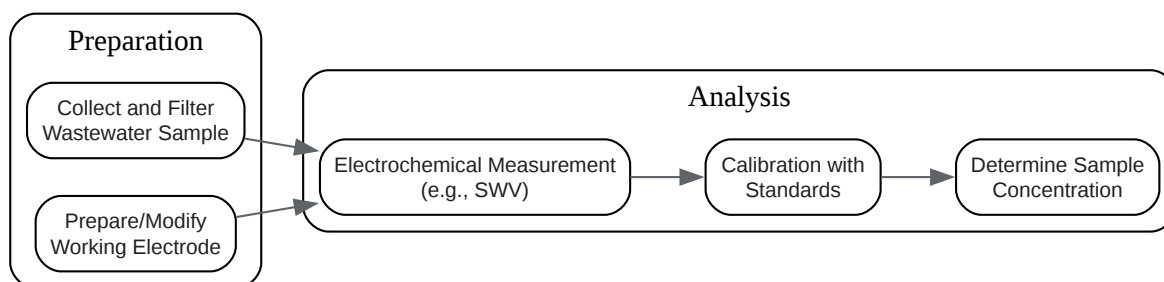 Preparation
Collect and Filter
Wastewater Sample
Prepare/Modify
Working Electrode
Analysis
Electrochemical Measurement
(e.g., SWV)
Calibration with
Standards
Determine Sample
Concentration